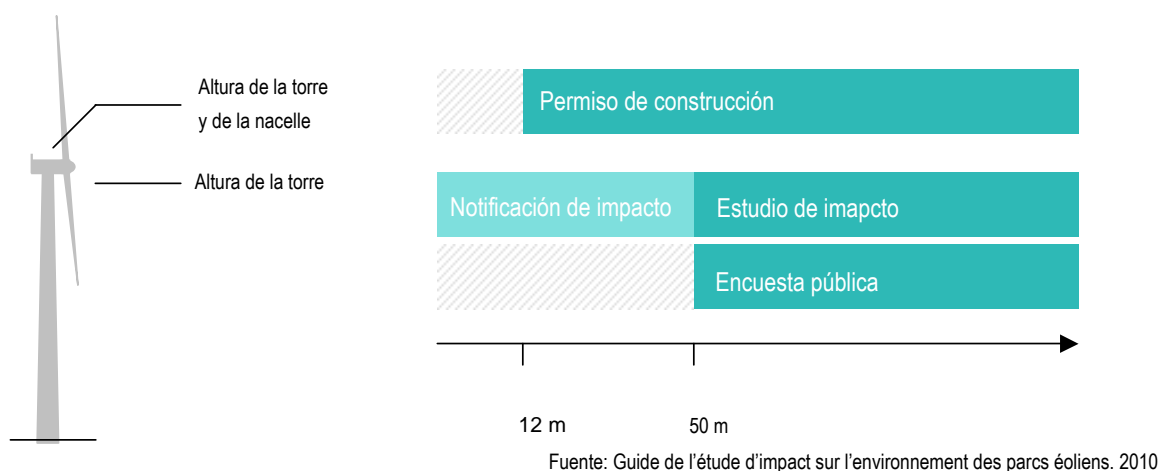 Altura de la torre
y de la nacelle
Altura de la torre
Permiso de construcción
Notificación de impacto
Estudio de imapcto
Encuesta pública
12 m
50 m
Fuente: Guide de l’étude d’impact sur l’environnement des parcs éoliens. 2010